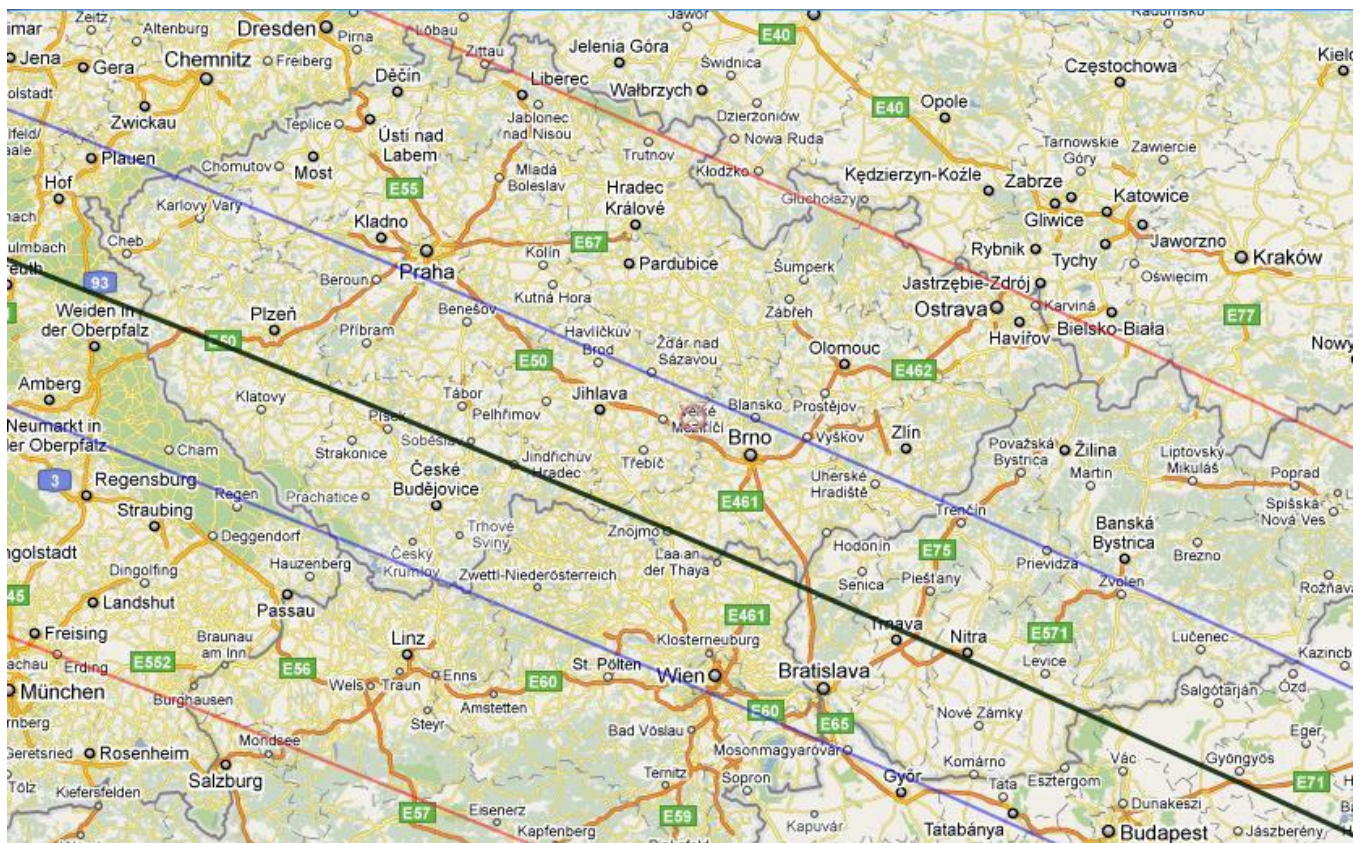 Zeitz
Altenburg
Dresden
Pirna
Löbau
Zittau
Jawor
E40
Jelenia Góra
Świdnica
Radomsko
Kielc
Jena
Gera
Chemnitz
Freiberg
Děčín
Liberec
Wałbrzych
Częstochowa
Zwickau
Teplice
Ústí nad
Labem
Jablonec
nad Nisou
Dzierżoniów
Nowa Ruda
E40
Opole
Plauen
Chomutov
Most
Mladá
Boleslav
Trutnov
Kłodzko
Tarnowskie
Góry
Zawiercie
Hof
Karlovy Vary
E55
Kladno
Hradec
Králové
Głuchołazy
Kędzierzyn-Koźle
Zabrze
Gliwice
Katowice
Cheb
93
Praha
Kolín
E67
Pardubice
Šumperk
Rybnik
Tychy
Jaworzno
Oświęcim
Kraków
Beroun
Kutná Hora
Jastrzębie-Zdrój
Weiden in
der Oberpfalz
Plzeň
E50
Příbram
Benešov
Havlíčkův
Brod
Žďár nad
Sázavou
Zábřeh
Ostrava
Karviná
Havířov
Bielsko-Biała
E77
Nowy
Amberg
E50
Olomouc
E462
Klatovy
Písek
Tábor
Pelhřimov
Jihlava
Velké
Meziříčí
Blansko
Prostějov
Neumarkt in
der Oberpfalz
Cham
Strakonice
Soběslav
Jindřichův
Hradec
Třebíč
Brno
Vyškov
Zlín
Považská
Bystrica
Žilina
Martin
Liptovský
Mikuláš
Poprad
3
Regensburg
Regen
Prachatice
České
Budějovice
E461
Uherské
Hradiště
Trenčín
Spišská
Nová Ves
Straubing
Deggendorf
Trhové
Sviny
Znojmo
Hodonín
E75
Banská
Bystrica
Brezno
ngolstadt
Dingolfing
Hauzenberg
Český
Krumlov
Zwettl-Niederösterreich
Laa an
der Thaya
Senica
Piešťany
Prievidza
Zvolen
Rožňava
45
Landshut
Passau
E461
Freising
Braunau
am Inn
Linz
Klosterneuburg
Trnava
Nitra
E571
Lučenec
Erding
E552
E56
St. Pölten
Wien
Bratislava
Levice
Kazincb
München
Burghausen
Wels
Traun
Enns
E60
Amstetten
E60
E65
Salgótarján
Ózd
Steyr
Bad Vöslau
Nové Zámky
Eger
Geretsried
Rosenheim
Mondsee
Mosonmagyaróvár
Komárno
Vác
Gyöngyös
Tölz
Kiefersfelden
Salzburg
Ternitz
Sopron
Győr
Tata
Esztergom
E71
E57
Eisenerz
E59
Kapuvár
Dunakeszi
Kapfenberg
Tatabánya
Budapest
Jászberény